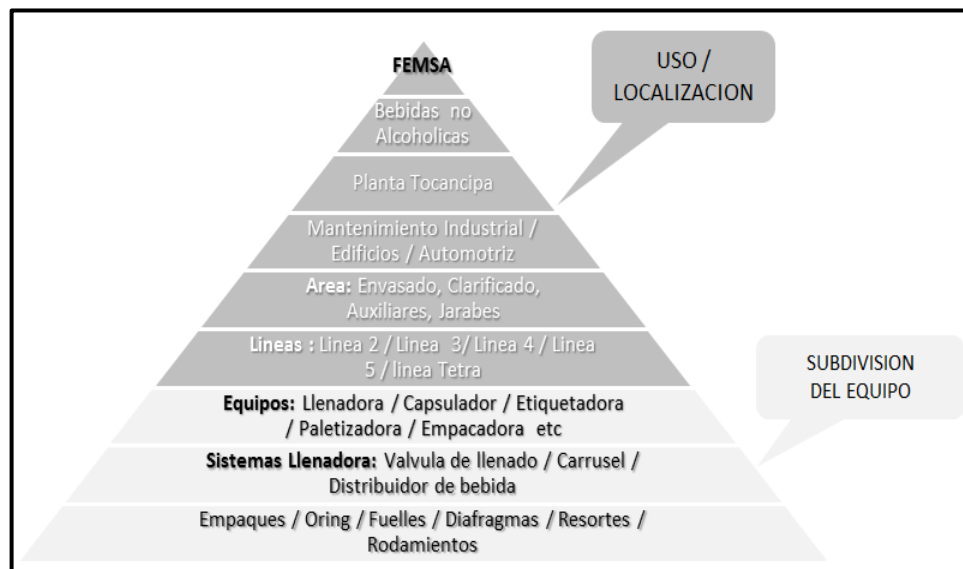 FEMSA
USO /
LOCALIZACION
Bebidas no
Alcoholicas
Planta Tocancipa
Mantenimiento Industrial /
Edificios / Automotriz
Area: Envasado, Clarificado,
Auxiliares, Jarabes
Lineas : Linea 2 / Linea 3/ Linea 4 / Linea
5 / linea Tetra
SUBDIVISION
DEL EQUIPO
Equipos: Llenadora / Capsulador / Etiquetadora
/ Paletizadora / Empacadora etc
Sistemas Llenadora: Valvula de llenado / Carrusel /
Distribuidor de bebida
Empaques / Oring / Fuelles / Diafragmas / Resortes /
Rodamientos